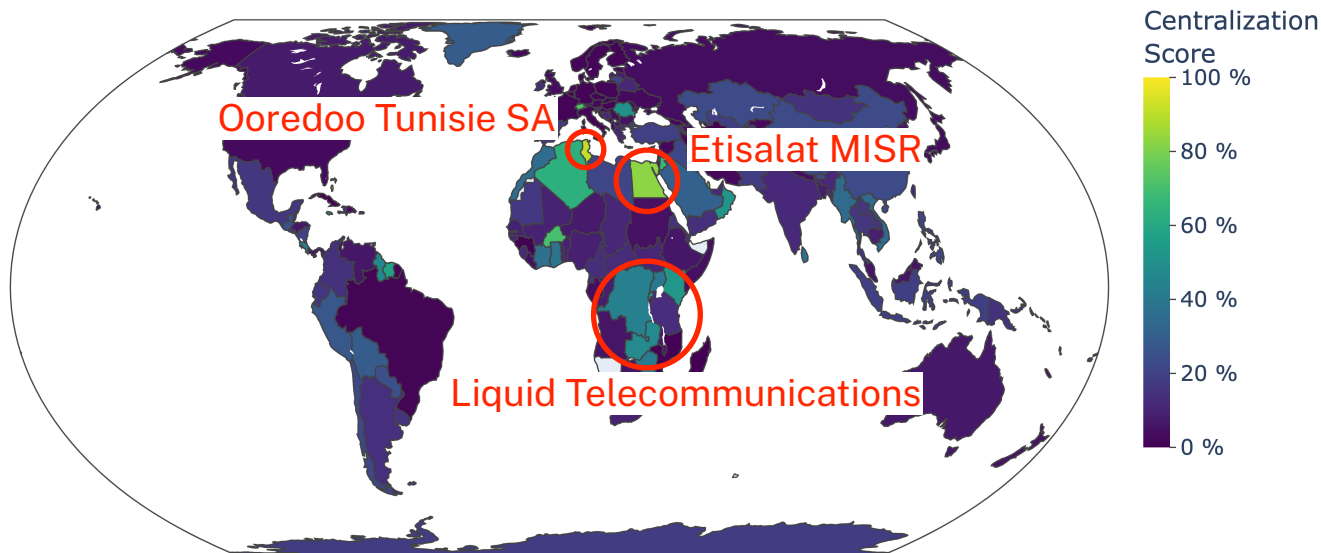 Centralization
Score
100 %
80 %
60 %
40 %
20 %
0 %
Ooredoo Tunisie SA
Etisalat MISR
Liquid Telecommunications